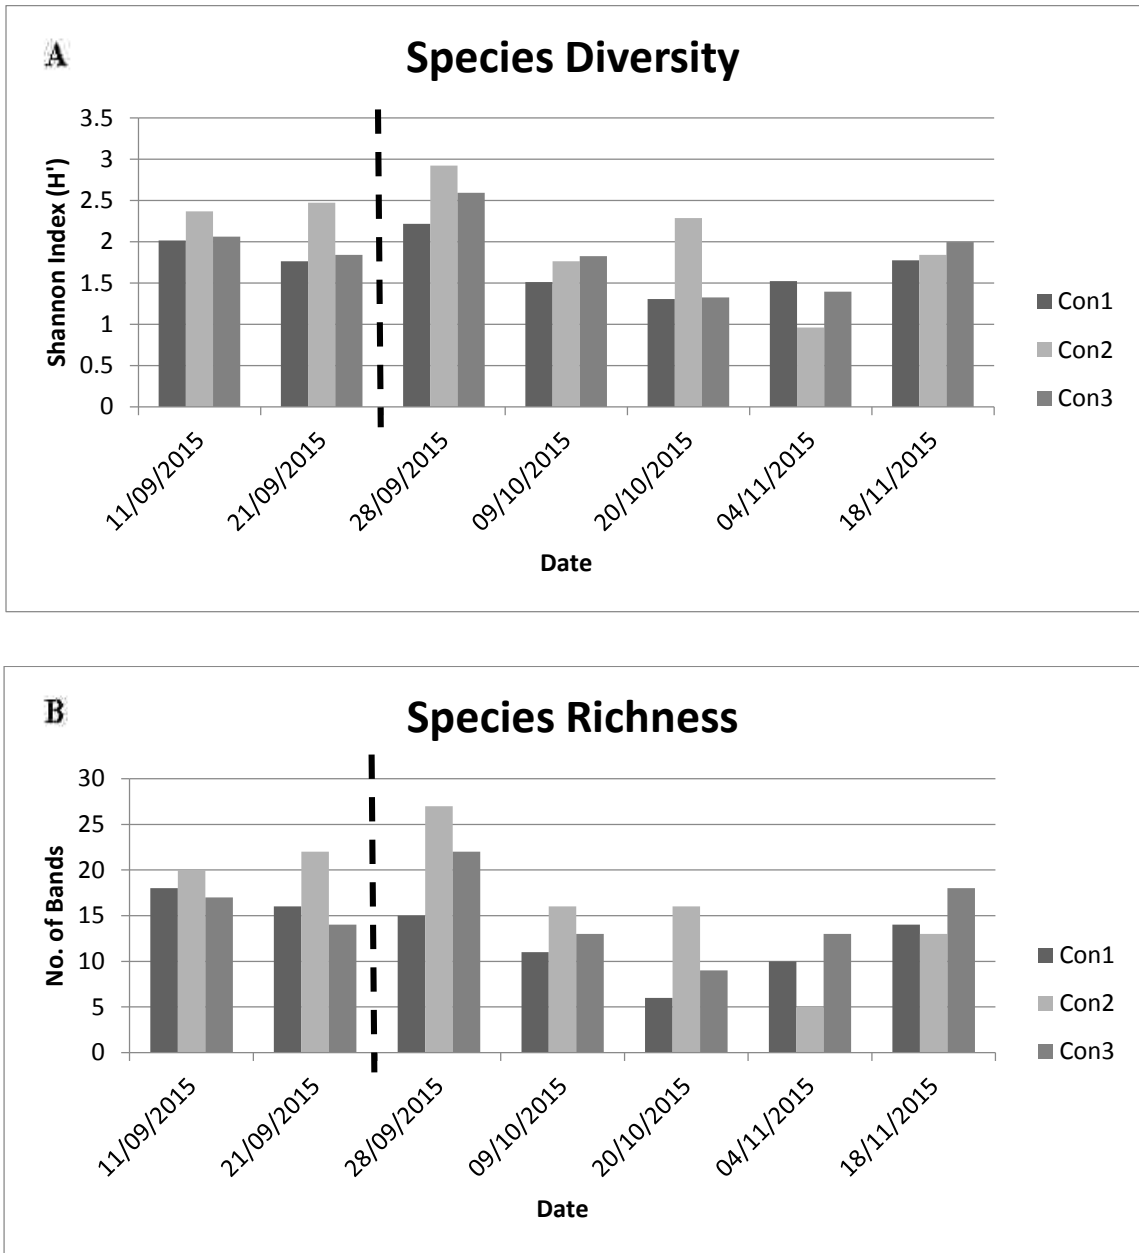 A
Species Diversity
Shannon Index (H')
3.5
3
2.5
2
1.5
1
0.5
0
11/09/2015
21/09/2015
28/09/2015
09/10/2015
20/10/2015
04/11/2015
18/11/2015
Date
Con1
Con2
Con3
B
Species Richness
No. of Bands
30
25
20
15
10
5
0
11/09/2015
21/09/2015
28/09/2015
09/10/2015
20/10/2015
04/11/2015
18/11/2015
Date
Con1
Con2
Con3